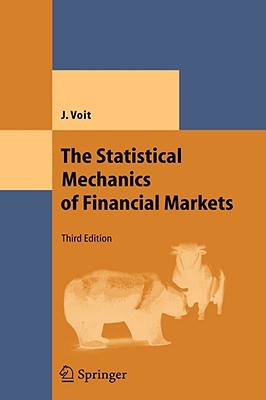 J. Voit
The Statistical
Mechanics
of Financial Markets
Third Edition
Springer